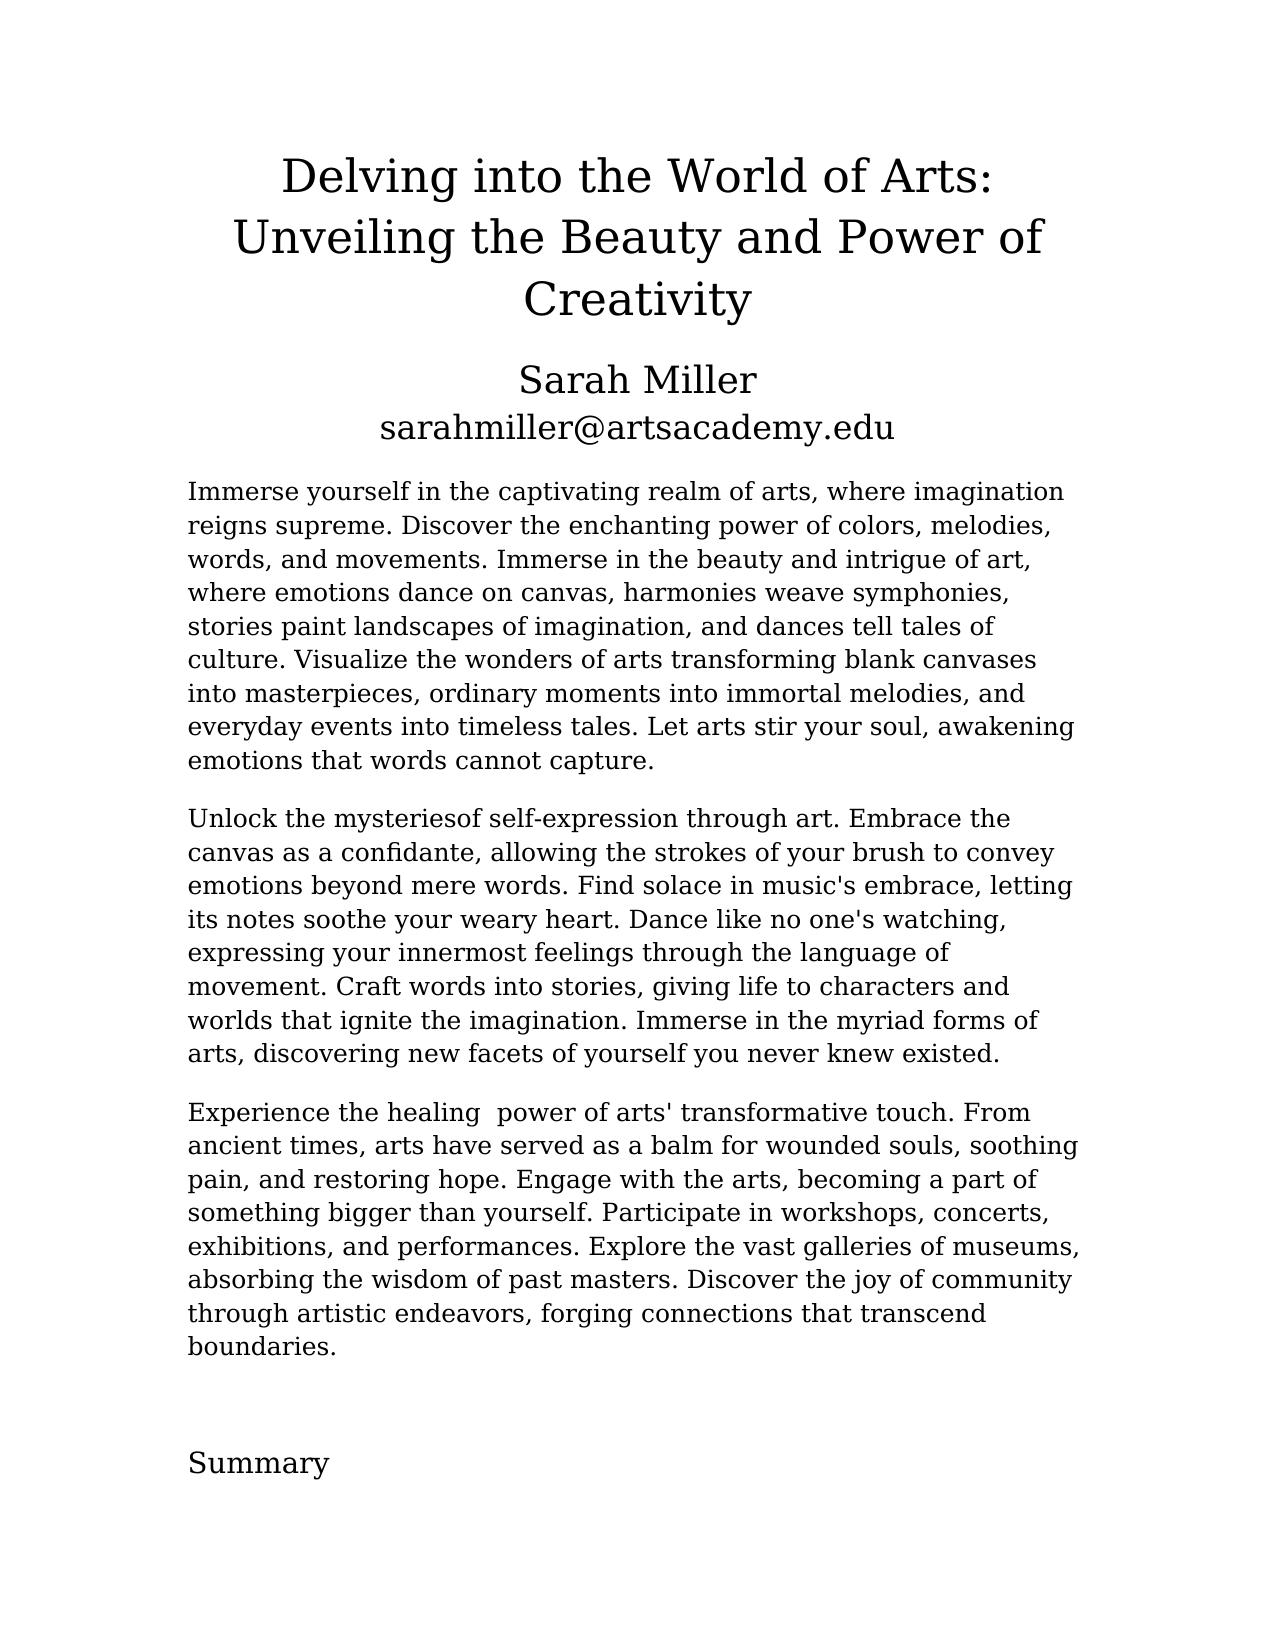 Delving into the World of Arts:
Unveiling the Beauty and Power of
Creativity
Sarah Miller
sarahmiller@artsacademy.edu
Immerse yourself in the captivating realm of arts, where imagination
reigns supreme. Discover the enchanting power of colors, melodies,
words, and movements. Immerse in the beauty and intrigue of art,
where emotions dance on canvas, harmonies weave symphonies,
stories paint landscapes of imagination, and dances tell tales of
culture. Visualize the wonders of arts transforming blank canvases
into masterpieces, ordinary moments into immortal melodies, and
everyday events into timeless tales. Let arts stir your soul, awakening
emotions that words cannot capture.
Unlock the mysteriesof self-expression through art. Embrace the
canvas as a confidante, allowing the strokes of your brush to convey
emotions beyond mere words. Find solace in music's embrace, letting
its notes soothe your weary heart. Dance like no one's watching,
expressing your innermost feelings through the language of
movement. Craft words into stories, giving life to characters and
worlds that ignite the imagination. Immerse in the myriad forms of
arts, discovering new facets of yourself you never knew existed.
Experience the healing  power of arts' transformative touch. From
ancient times, arts have served as a balm for wounded souls, soothing
pain, and restoring hope. Engage with the arts, becoming a part of
something bigger than yourself. Participate in workshops, concerts,
exhibitions, and performances. Explore the vast galleries of museums,
absorbing the wisdom of past masters. Discover the joy of community
through artistic endeavors, forging connections that transcend
boundaries.
Summary